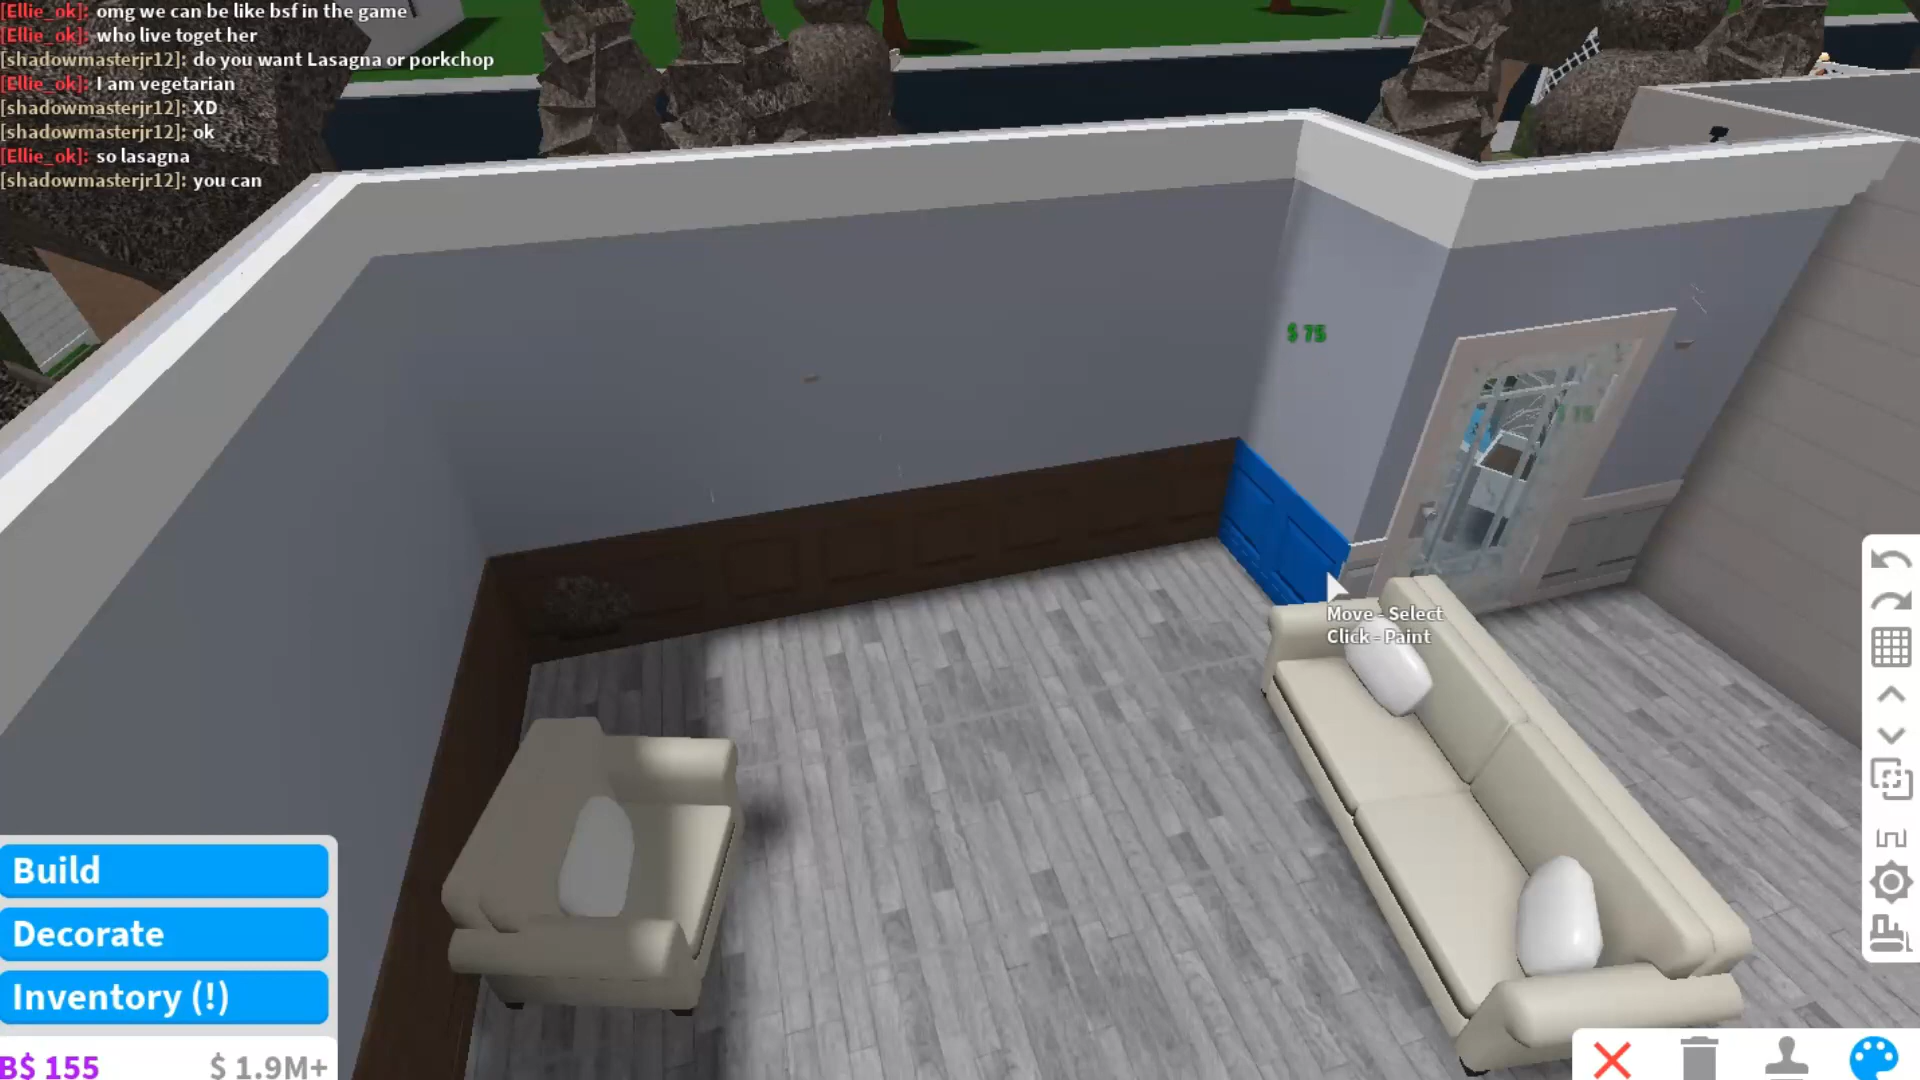 [Ellie_ok]: omg we can be like bsf in the game
[Ellie_ok]: who live toget her
[shadowmasterjr12]: do you want Lasagna or porkchop
[Ellie_ok]: I am vegetarian
[shadowmasterjr12]: XD
[shadowmasterjr12]: ok
[Ellie_ok]: so lasagna
[shadowmasterjr12]: you can
$ 75
$ 75
Move - Select
Click - Paint
Build
Decorate
Inventory (!)
B$ 155
$ 1.9M+